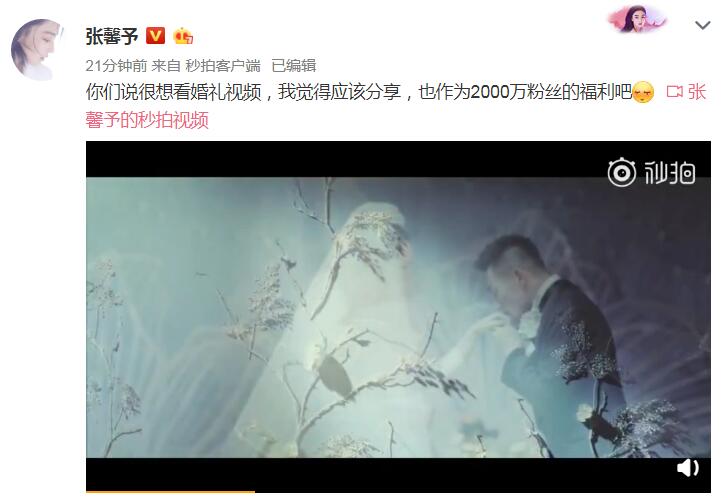 张馨予
21分钟前 来自 秒拍客户端 已编辑
你们说很想看婚礼视频，我觉得应该分享，也作为2000万粉丝的福利吧 张
馨予的秒拍视频
秒拍